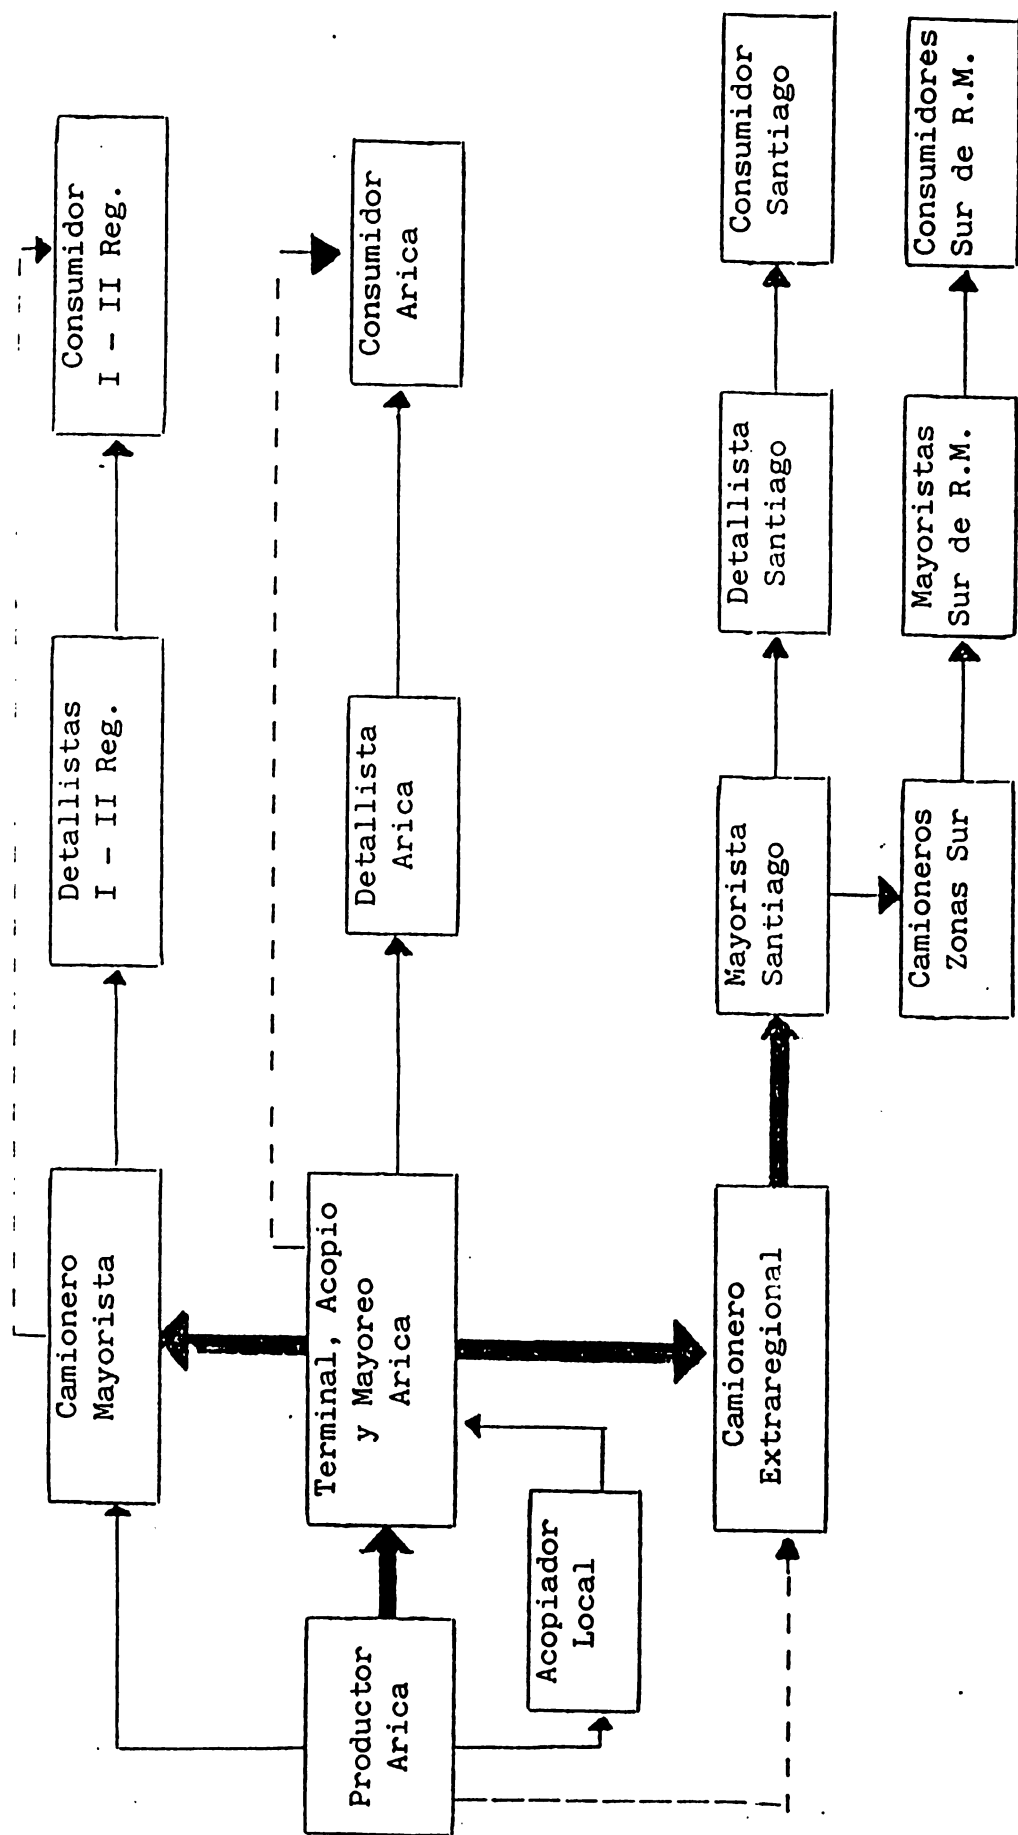 Productor
Arica
Camionero
Mayorista
Detallistas
I - II Reg.
Consumidor
I - II Reg.
Terminal, Acopio
y Mayoreo
Arica
Detallista
Arica
Consumidor
Arica
Acopiador
Local
Camionero
Extraregional
Mayorista
Santiago
Detallista
Santiago
Consumidor
Santiago
Camioneros
Zonas Sur
Mayoristas
Sur de R.M.
Consumidores
Sur de R.M.